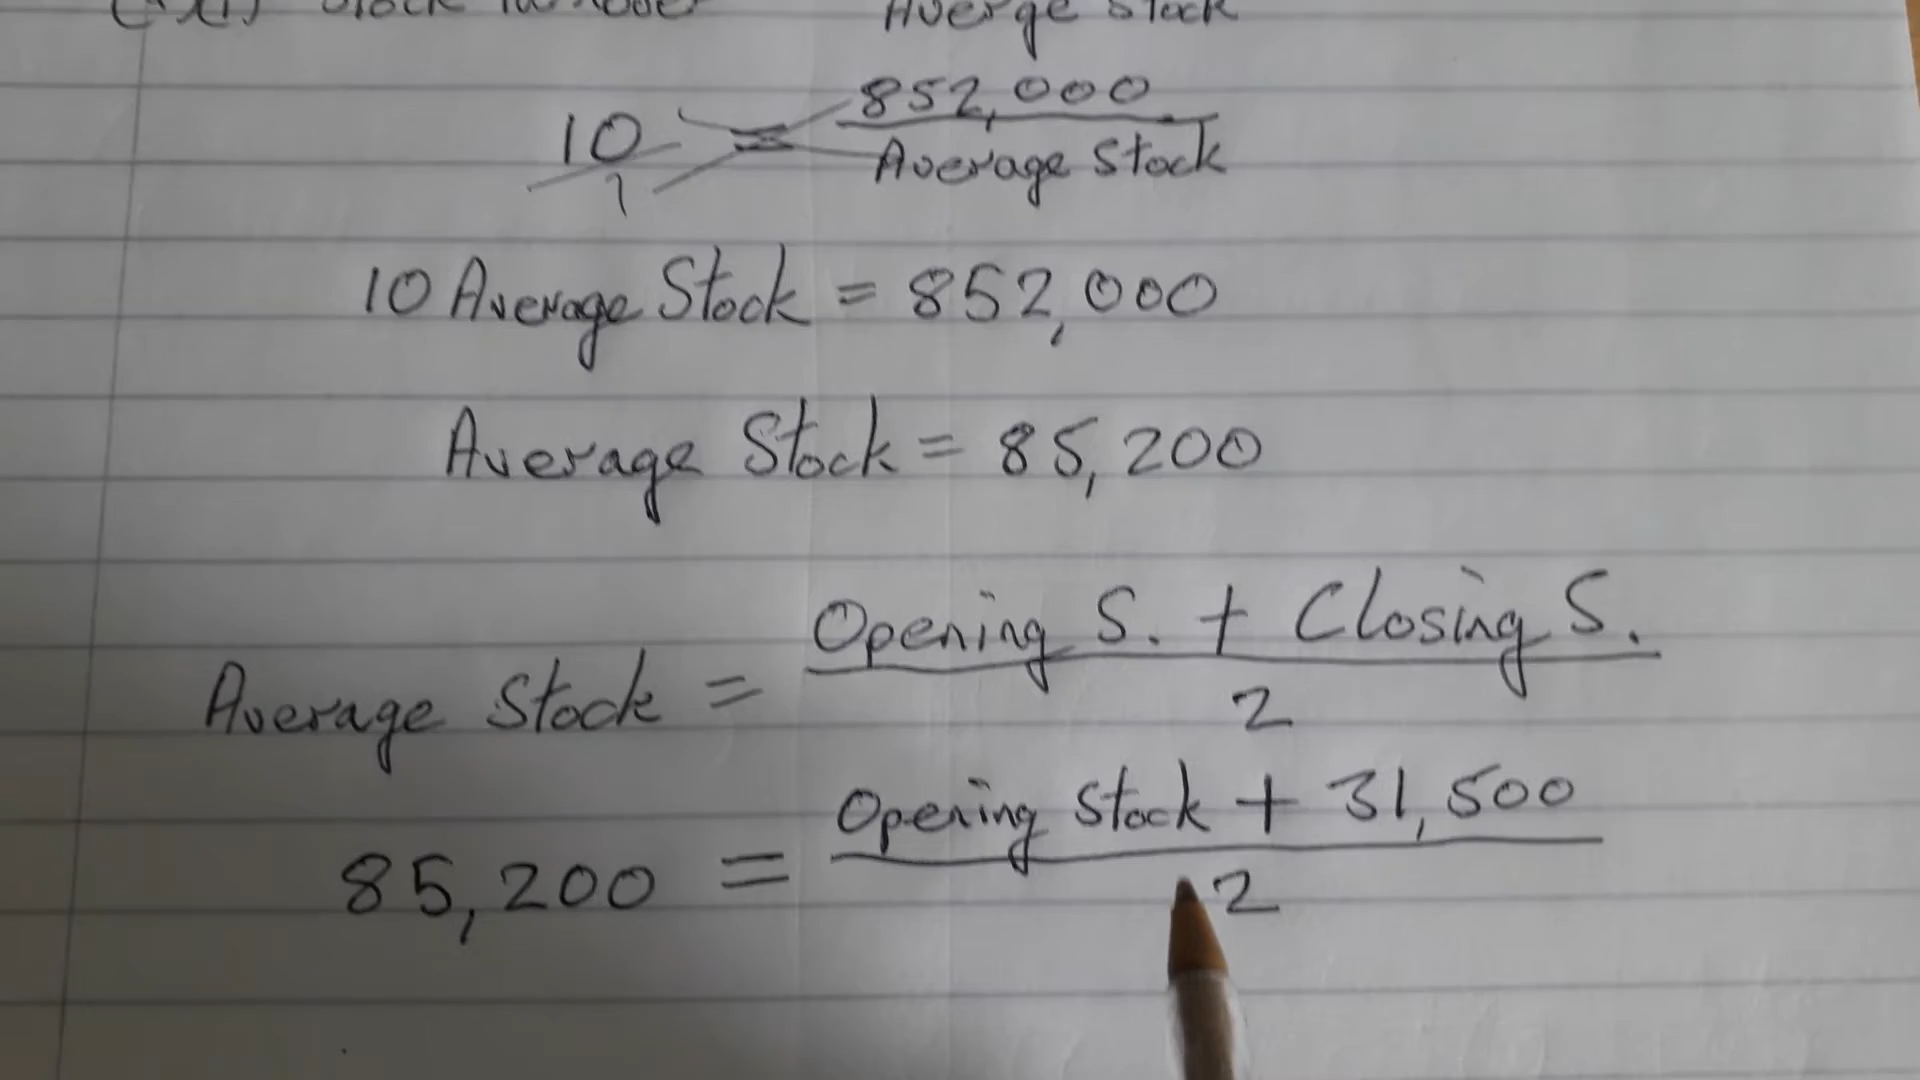 Stock Averge Stock
10 = 852,000
1 Average Stock
10 Average Stock = 852,000
Average Stock = 85,200
Average Stock = Opening S. + Closing S.
2
85,200 = Opening Stock + 31,500
2